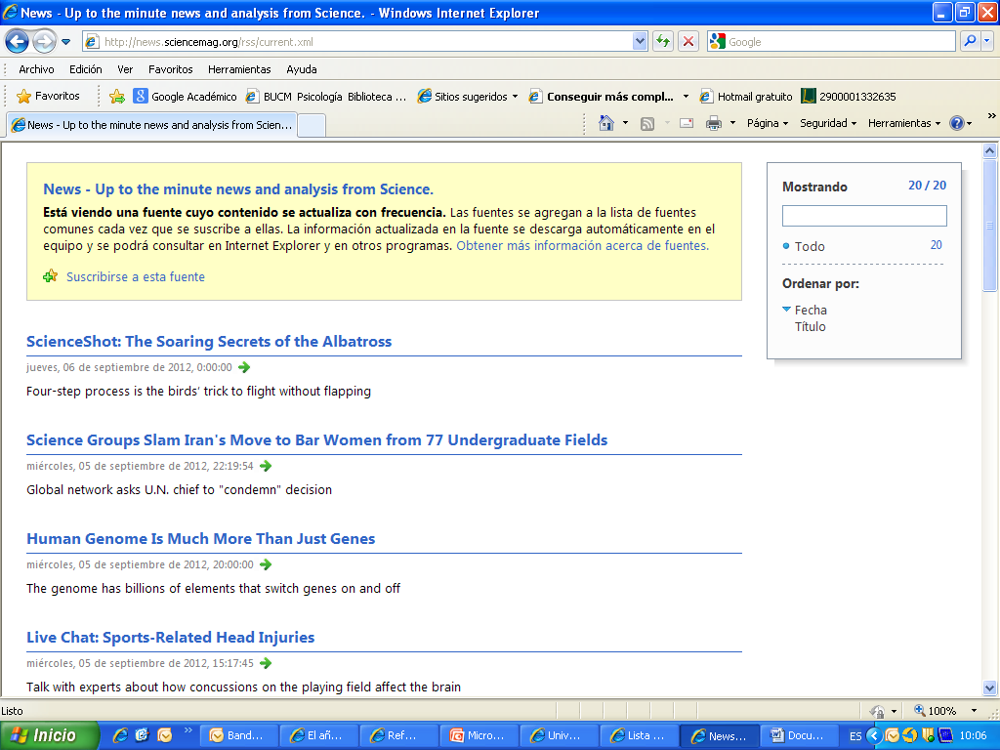 News - Up to the minute news and analysis from Science. - Windows Internet Explorer
http://news.sciencemag.org/rss/current.xml
Google
Archivo Edición Ver Favoritos Herramientas Ayuda
Favoritos Google Académico BUCM Psicología Biblioteca ... Sitios sugeridos Conseguir más compl... Hotmail gratuito 2900001332635
News - Up to the minute news and analysis from Scien...
Página Seguridad Herramientas
News - Up to the minute news and analysis from Science.
Está viendo una fuente cuyo contenido se actualiza con frecuencia. Las fuentes se agregan a la lista de fuentes
comunes cada vez que se suscribe a ellas. La información actualizada en la fuente se descarga automáticamente en el
equipo y se podrá consultar en Internet Explorer y en otros programas. Obtener más información acerca de fuentes.
Suscribirse a esta fuente
Mostrando 20 / 20
Todo 20
Ordenar por:
Fecha
Título
ScienceShot: The Soaring Secrets of the Albatross
jueves, 06 de septiembre de 2012, 0:00:00
Four-step process is the birds' trick to flight without flapping
Science Groups Slam Iran's Move to Bar Women from 77 Undergraduate Fields
miércoles, 05 de septiembre de 2012, 22:19:54
Global network asks U.N. chief to "condemn" decision
Human Genome Is Much More Than Just Genes
miércoles, 05 de septiembre de 2012, 20:00:00
The genome has billions of elements that switch genes on and off
Live Chat: Sports-Related Head Injuries
miércoles, 05 de septiembre de 2012, 15:17:45
Talk with experts about how concussions on the playing field affect the brain
Listo
100%
Inicio Band... El añ... Ref... Micro... Univ... Lista ... News... Docu... ES 10:06